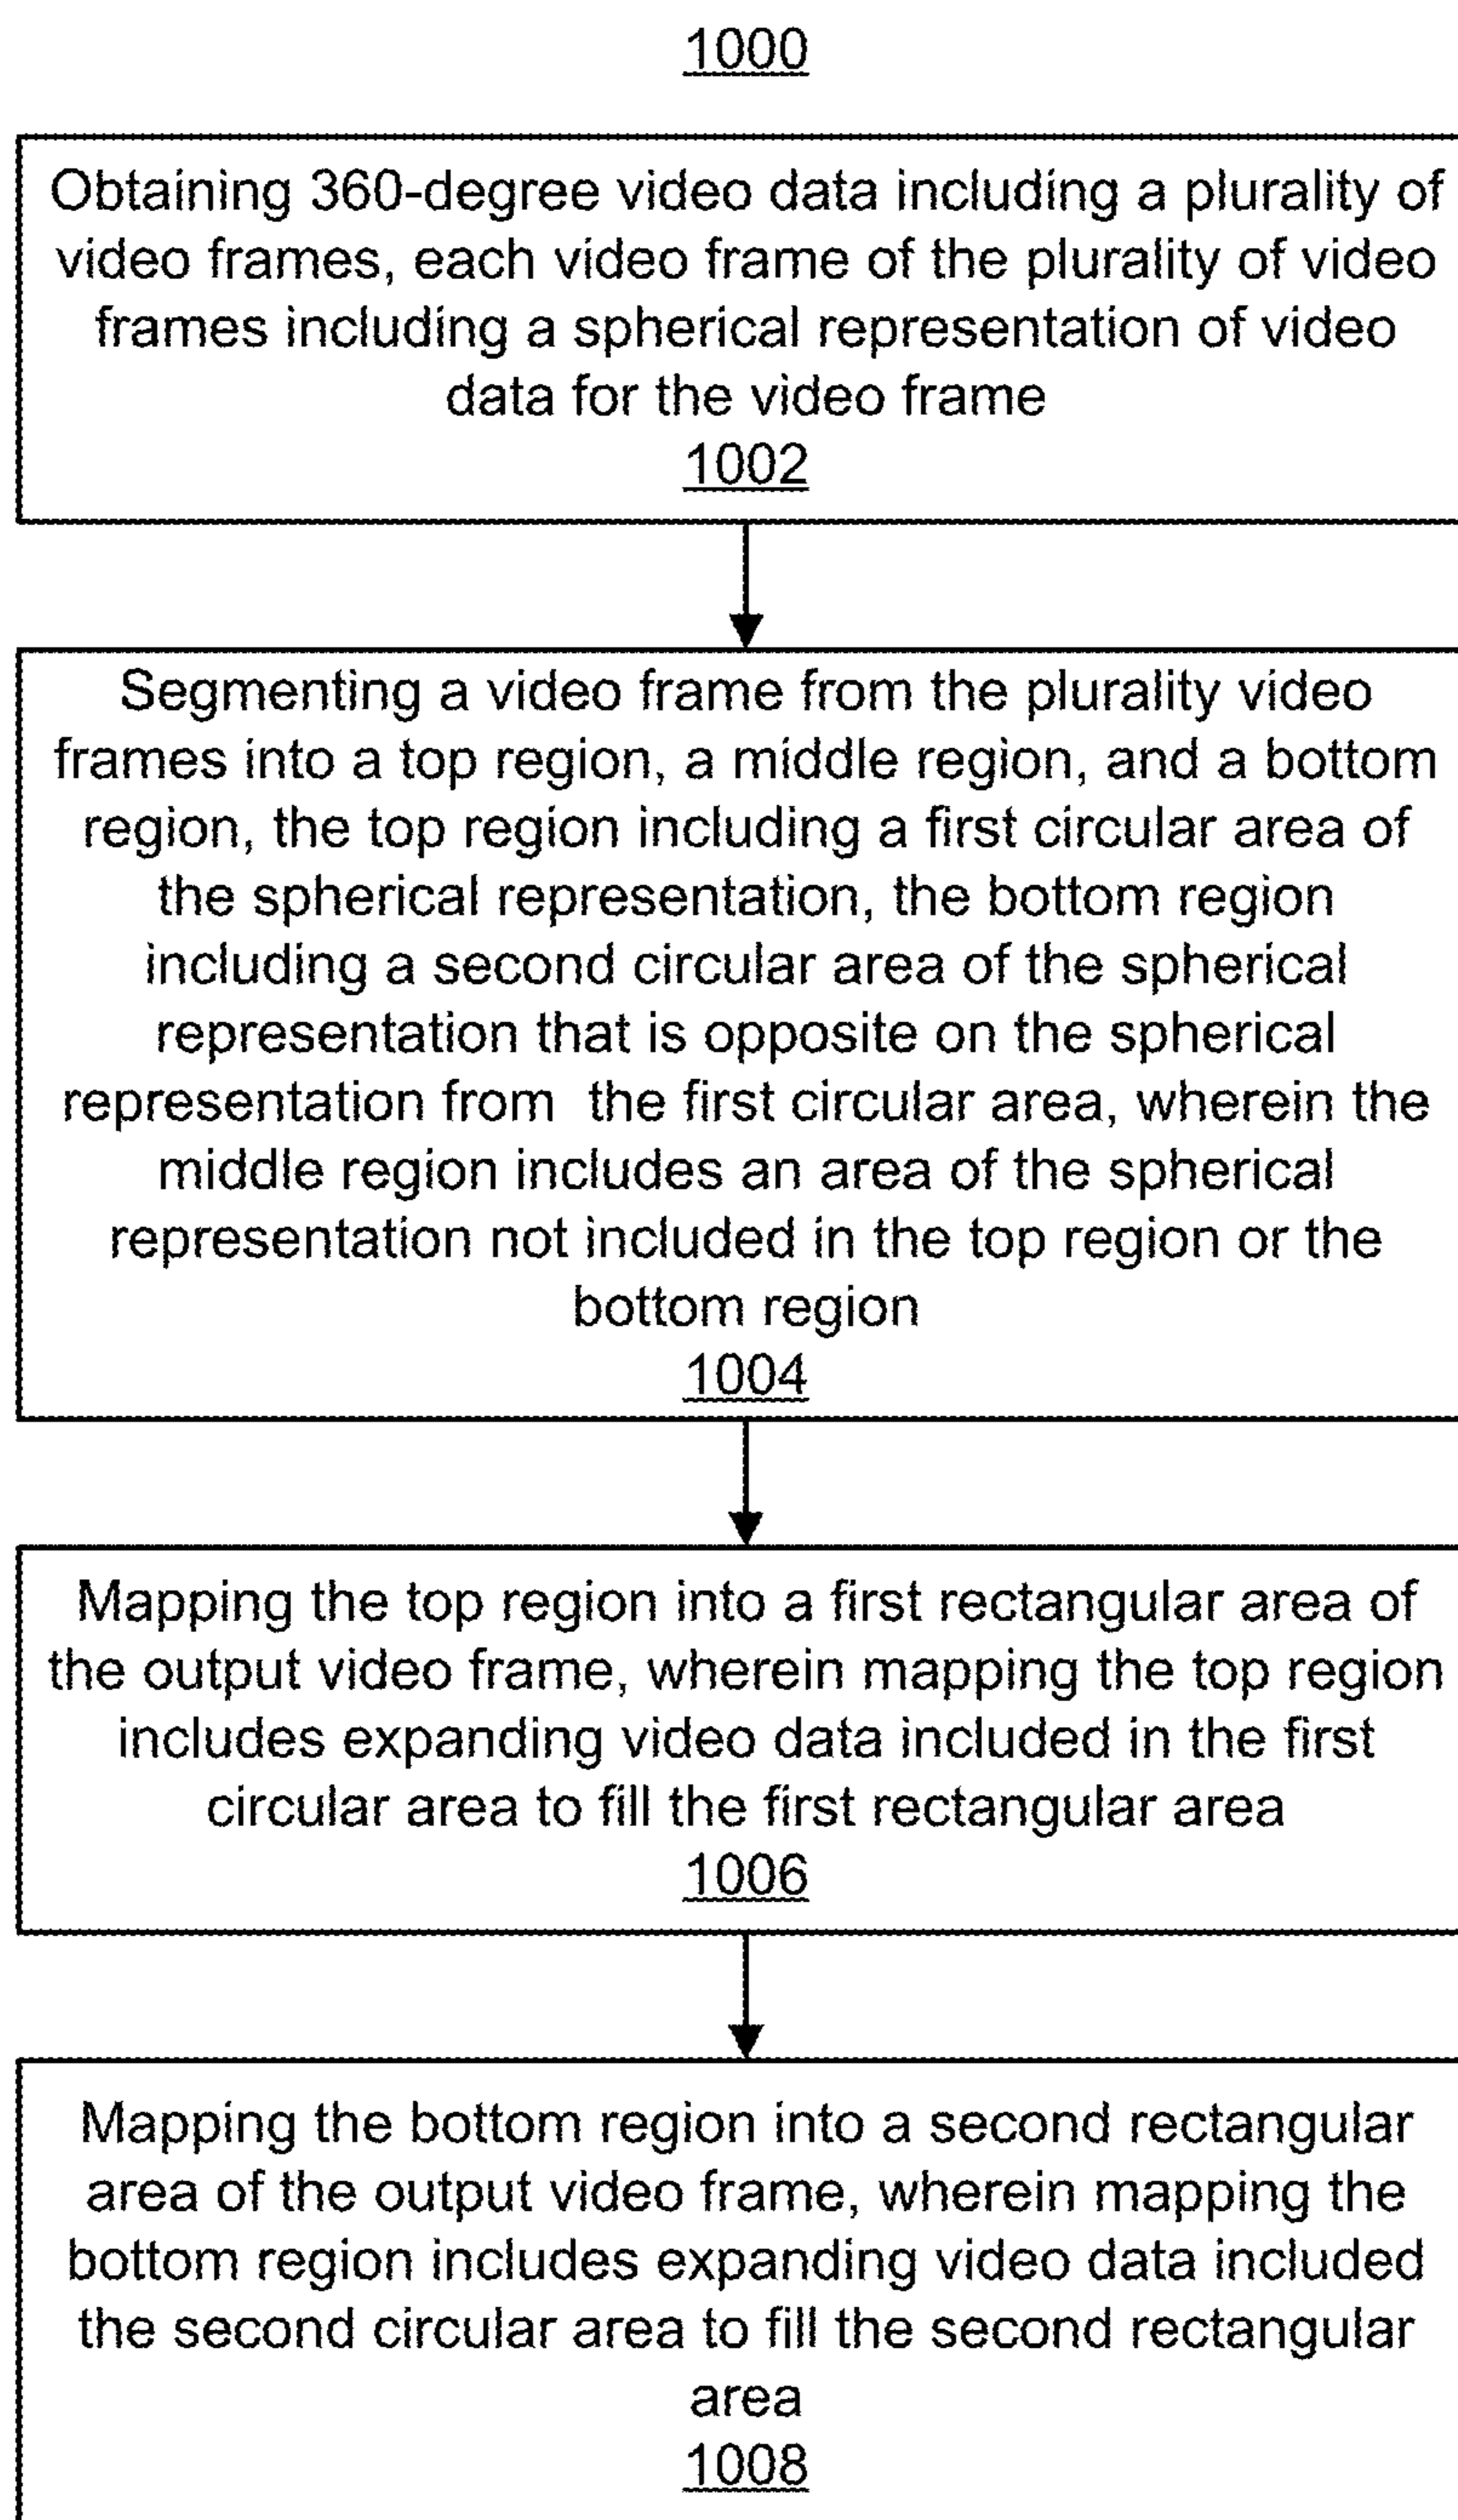 1000
Obtaining 360-degree video data including a plurality of
video frames, each video frame of the plurality of video
frames including a spherical representation of video
data for the video frame
1002
Segmenting a video frame from the plurality video
frames into a top region, a middle region, and a bottom
region, the top region including a first circular area of
the spherical representation, the bottom region
including a second circular area of the spherical
representation that is opposite on the spherical
representation from the first circular area, wherein the
middle region includes an area of the spherical
representation not included in the top region or the
bottom region
1004
Mapping the top region into a first rectangular area of
the output video frame, wherein mapping the top region
includes expanding video data included in the first
circular area to fill the first rectangular area
1006
Mapping the bottom region into a second rectangular
area of the output video frame, wherein mapping the
bottom region includes expanding video data included
the second circular area to fill the second rectangular
area
1008